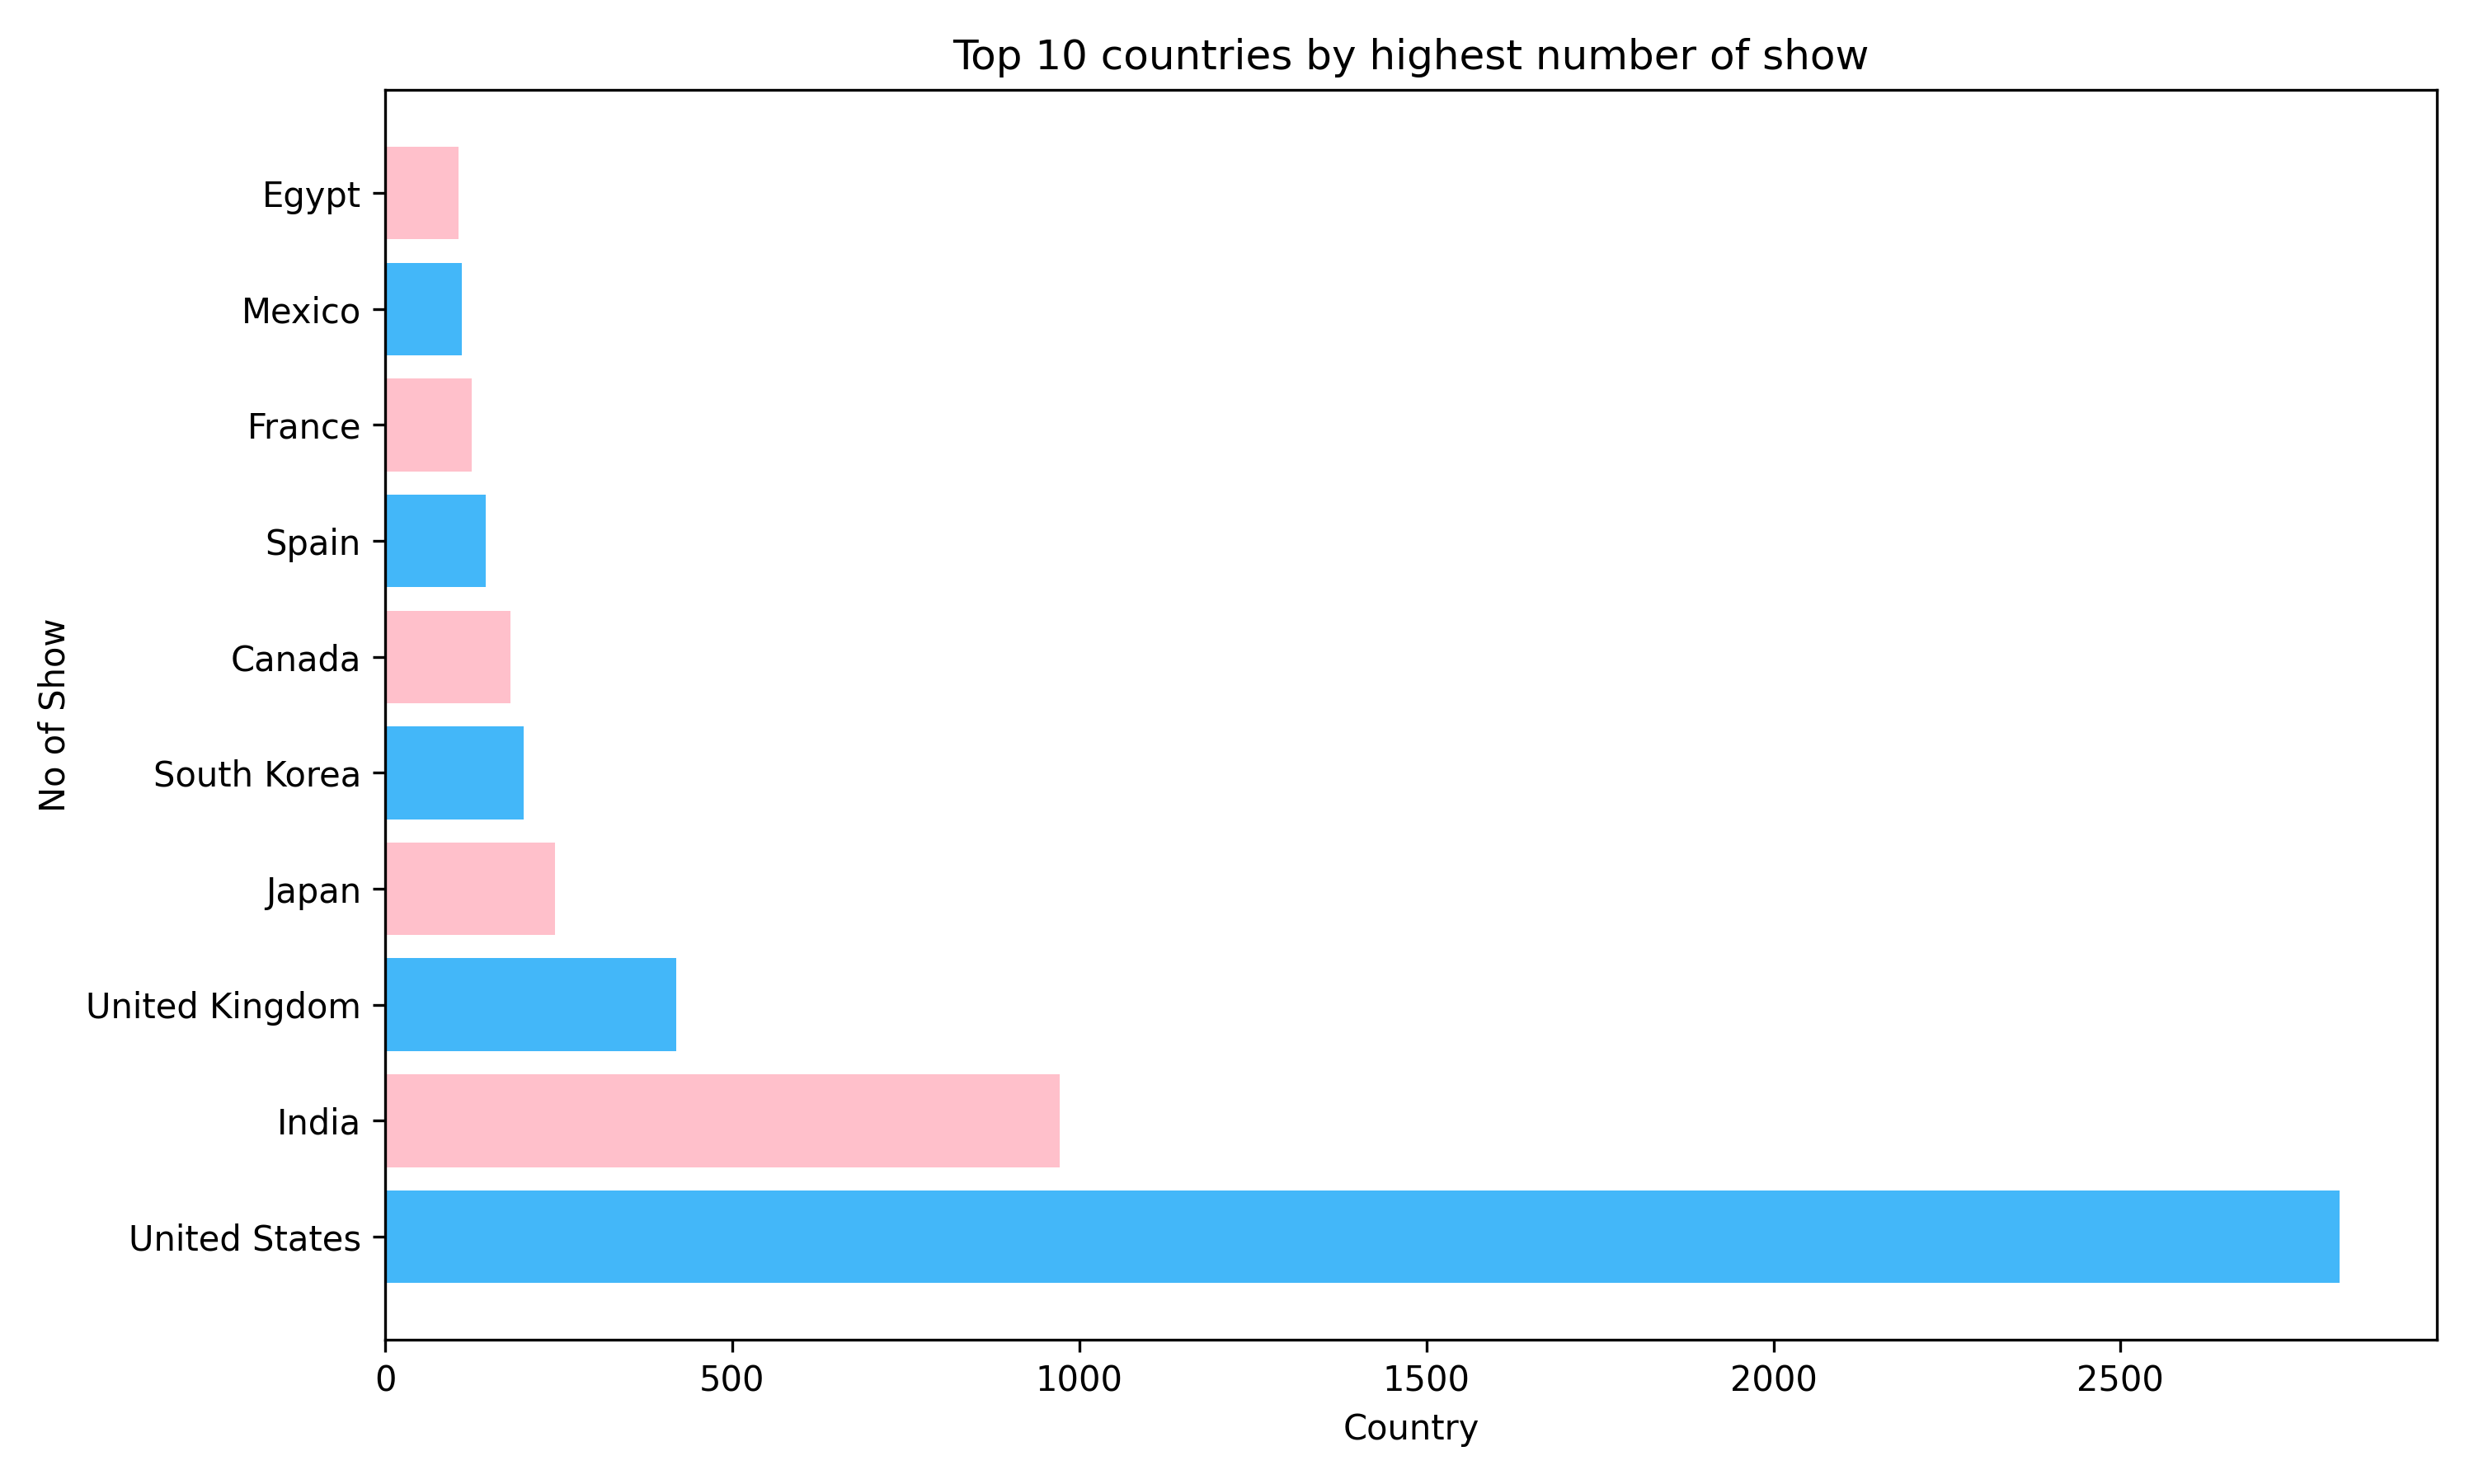 Top 10 countries by highest number of show
No of Show
Egypt
Mexico
France
Spain
Canada
South Korea
Japan
United Kingdom
India
United States
0 500 1000 1500 2000 2500
Country